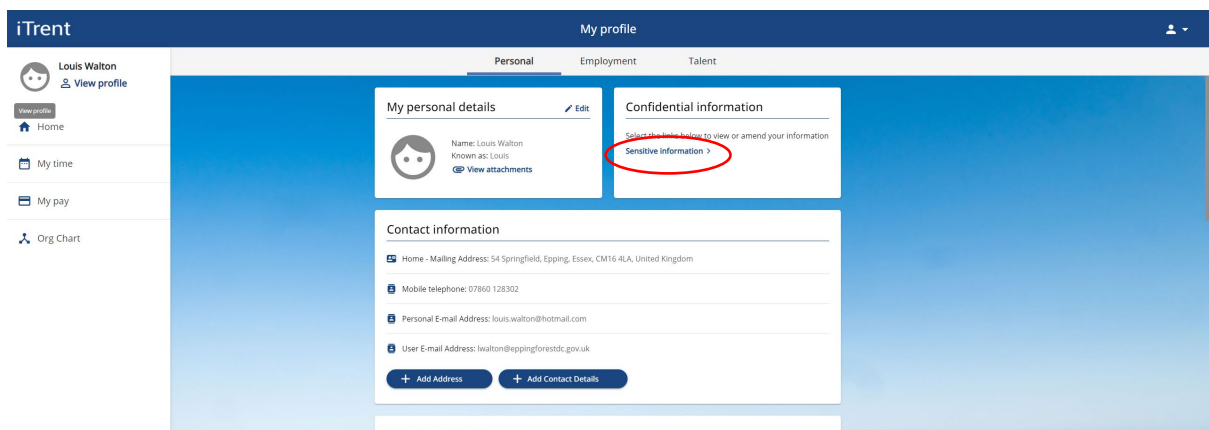 iTrent
My profile
Louis Walton
View profile
View profile
Home
My time
My pay
Org Chart
Personal
Employment
Talent
My personal details
Edit
Name: Louis Walton
Known as: Louis
View attachments
Confidential information
Select the links below to view or amend your information
Sensitive information >
Contact information
Home - Mailing Address: 54 Springfield, Epping, Essex, CM16 4LA, United Kingdom
Mobile telephone: 07860 128302
Personal E-mail Address: louis.walton@hotmail.com
User E-mail Address: lwalton@eppingforestdc.gov.uk
+ Add Address
+ Add Contact Details